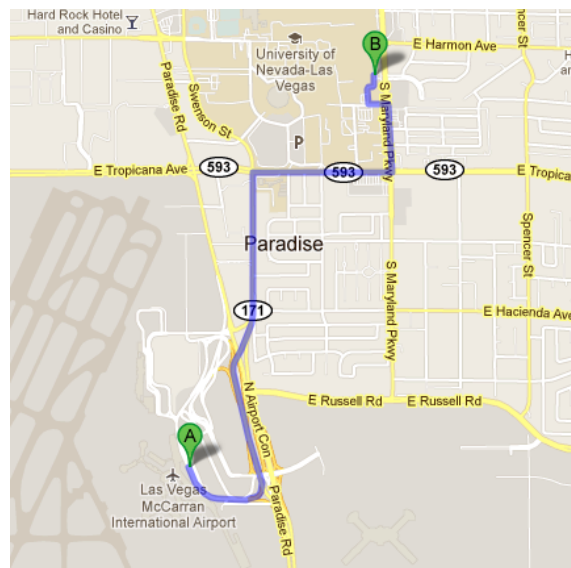 Hard Rock Hotel
and Casino
B
E Harmon Ave
Spencer St
H
a
University of
Nevada-Las
Vegas
Paradise Rd
Swenson St
P
S Maryland Pkwy
E Tropicana Ave
593
593
593
E Tropica
Paradise
S Maryland Pkwy
Spencer St
171
E Hacienda Ave
N Airport Con
E Russell Rd
E Russell Rd
A
Las Vegas
McCarran
International Airport
Paradise Rd